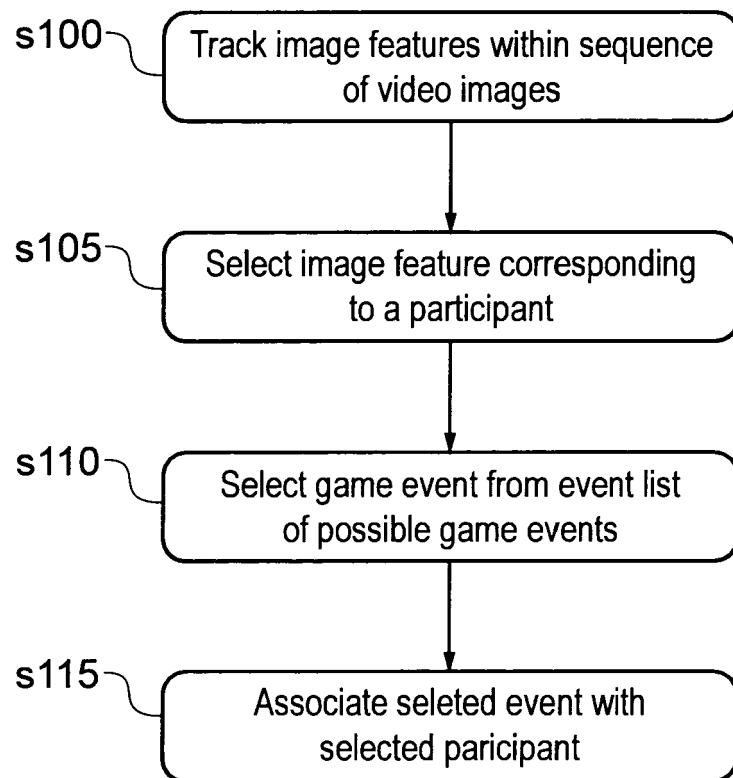 s100
Track image features within sequence
of video images
s105
Select image feature corresponding
to a participant
s110
Select game event from event list
of possible game events
s115
Associate seleted event with
selected paricipant